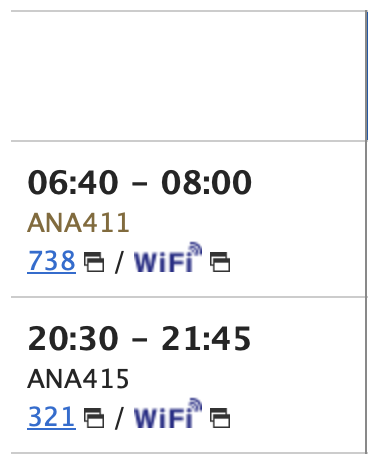 06:40 - 08:00
ANA411
738 / WiFi
20:30 - 21:45
ANA415
321 / WiFi